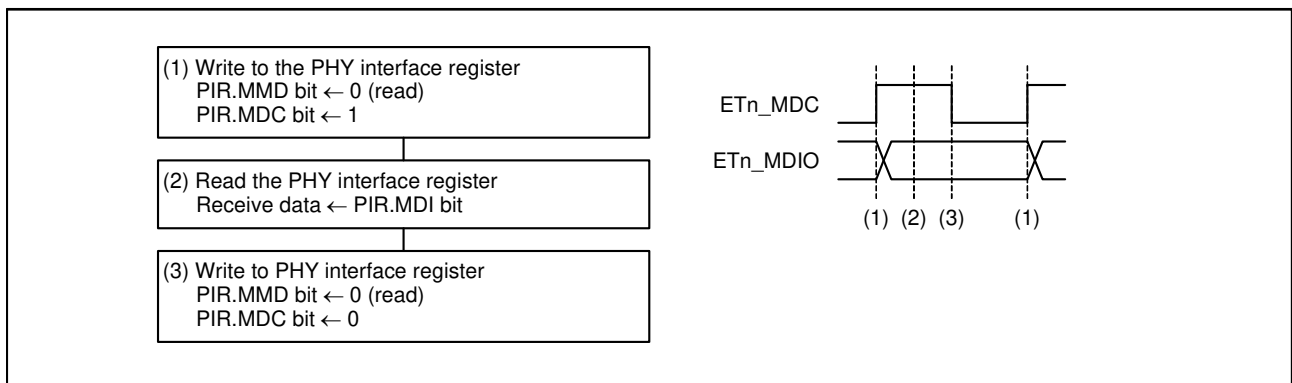 (1) Write to the PHY interface register
PIR.MMD bit ← 0 (read)
PIR.MDC bit ← 1
(2) Read the PHY interface register
Receive data ← PIR.MDI bit
(3) Write to PHY interface register
PIR.MMD bit ← 0 (read)
PIR.MDC bit ← 0
ETn_MDC
ETn_MDIO
(1) (2) (3) (1)